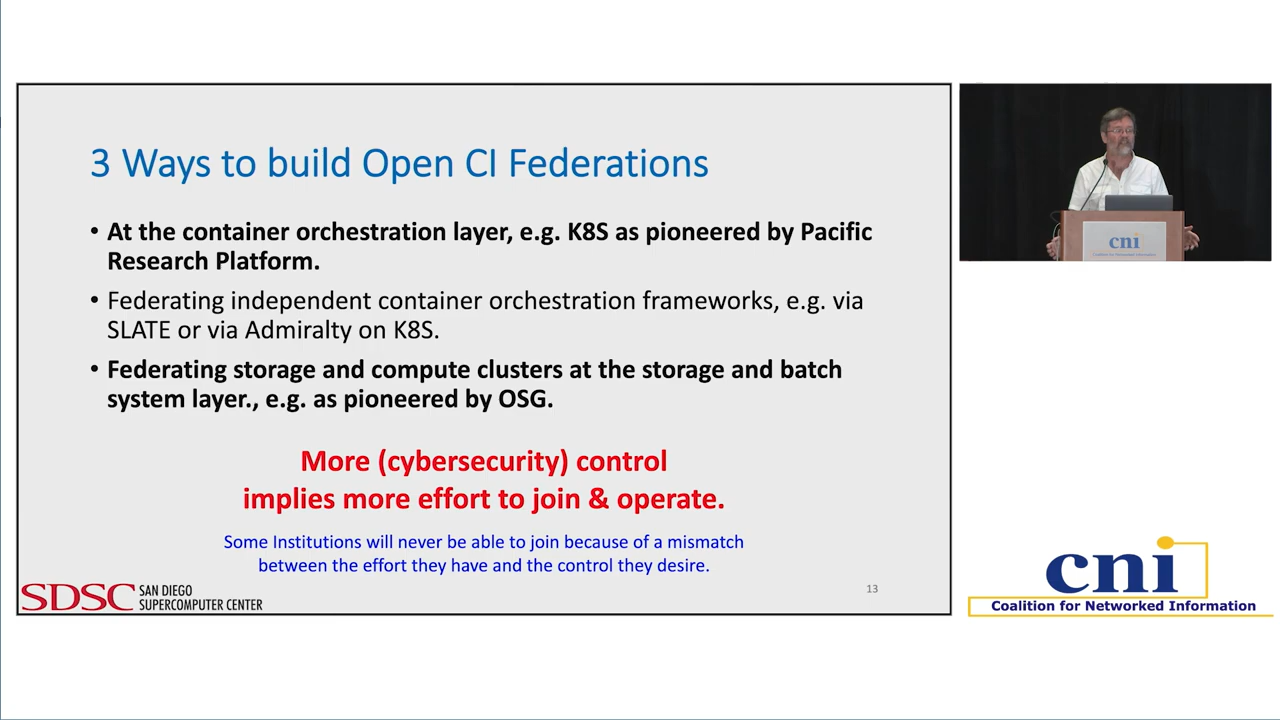 3 Ways to build Open CI Federations
• At the container orchestration layer, e.g. K8S as pioneered by Pacific
Research Platform.
• Federating independent container orchestration frameworks, e.g. via
SLATE or via Admiralty on K8S.
• Federating storage and compute clusters at the storage and batch
system layer., e.g. as pioneered by OSG.
More (cybersecurity) control
implies more effort to join & operate.
Some Institutions will never be able to join because of a mismatch
between the effort they have and the control they desire.
SDSC SAN DIEGO
SUPERCOMPUTER CENTER
13
cni
Coalition for Networked Information
cni
Coalition for Networked Information